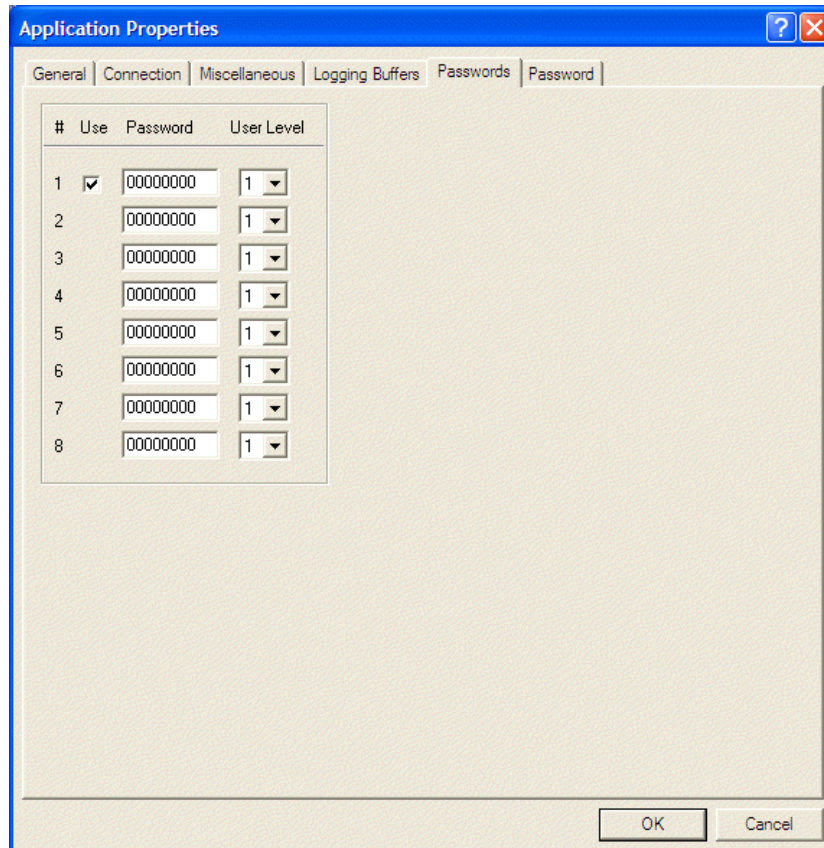 Application Properties
General Connection Miscellaneous Logging Buffers Passwords Password
# Use Password User Level
1 00000000 1
2 00000000 1
3 00000000 1
4 00000000 1
5 00000000 1
6 00000000 1
7 00000000 1
8 00000000 1
OK Cancel